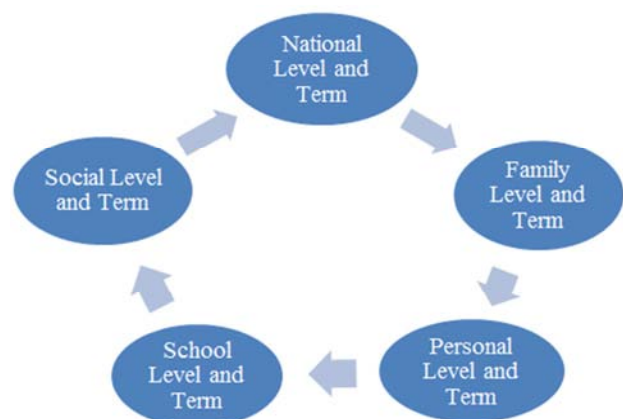 National
Level and
Term
Family
Level and
Term
Personal
Level and
Term
School
Level and
Term
Social Level
and Term